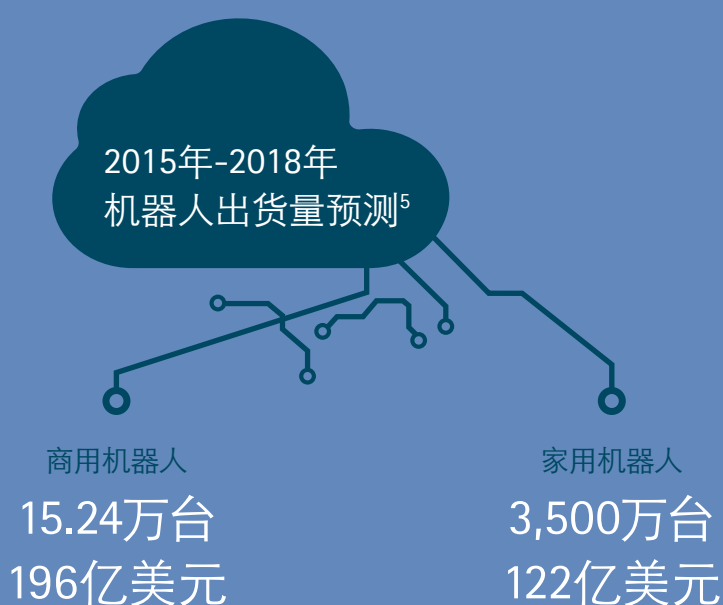 2015年-2018年
机器人出货量预测5
商用机器人
15.24万台
196亿美元
家用机器人
3,500万台
122亿美元